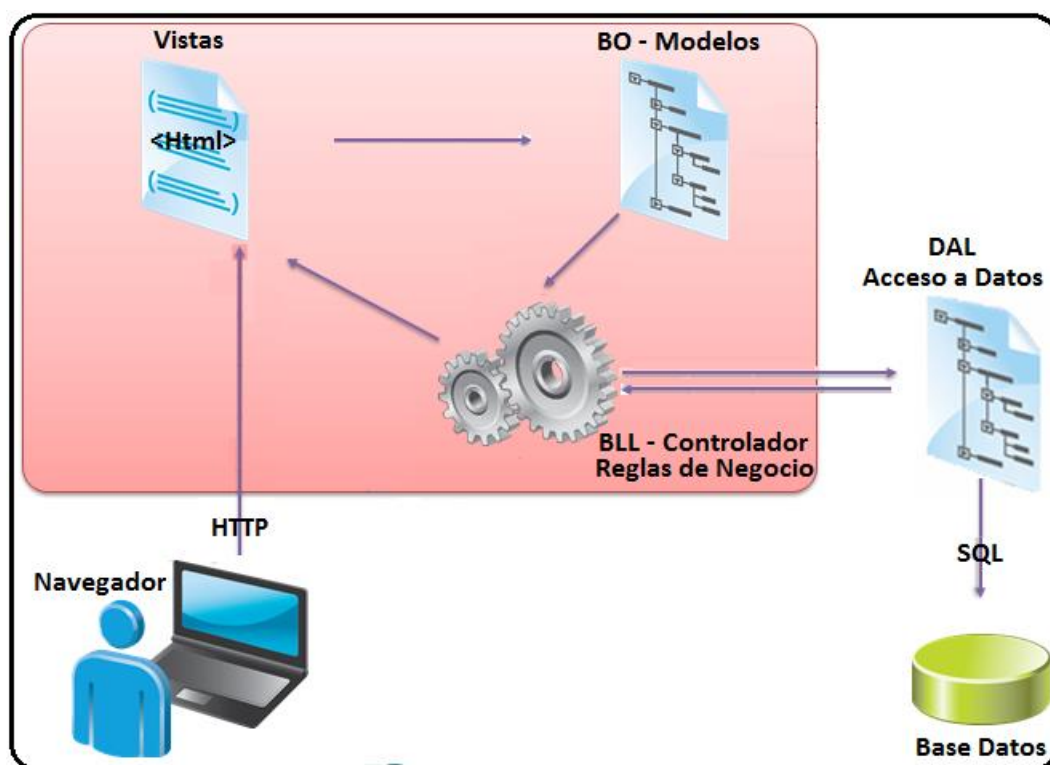 Vistas
BO - Modelos
<Html>
DAL
Acceso a Datos
BLL - Controlador
Reglas de Negocio
HTTP
SQL
Navegador
Base Datos